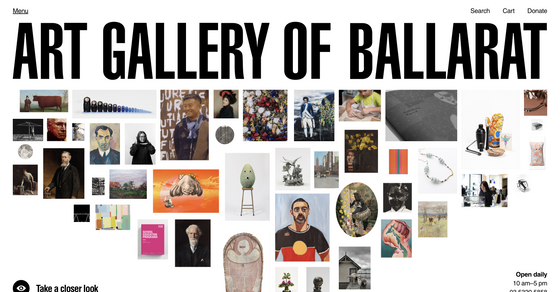 Menu
Search Cart Donate
ART GALLERY OF BALLARAT
Take a closer look
Open daily
10 am–5 pm